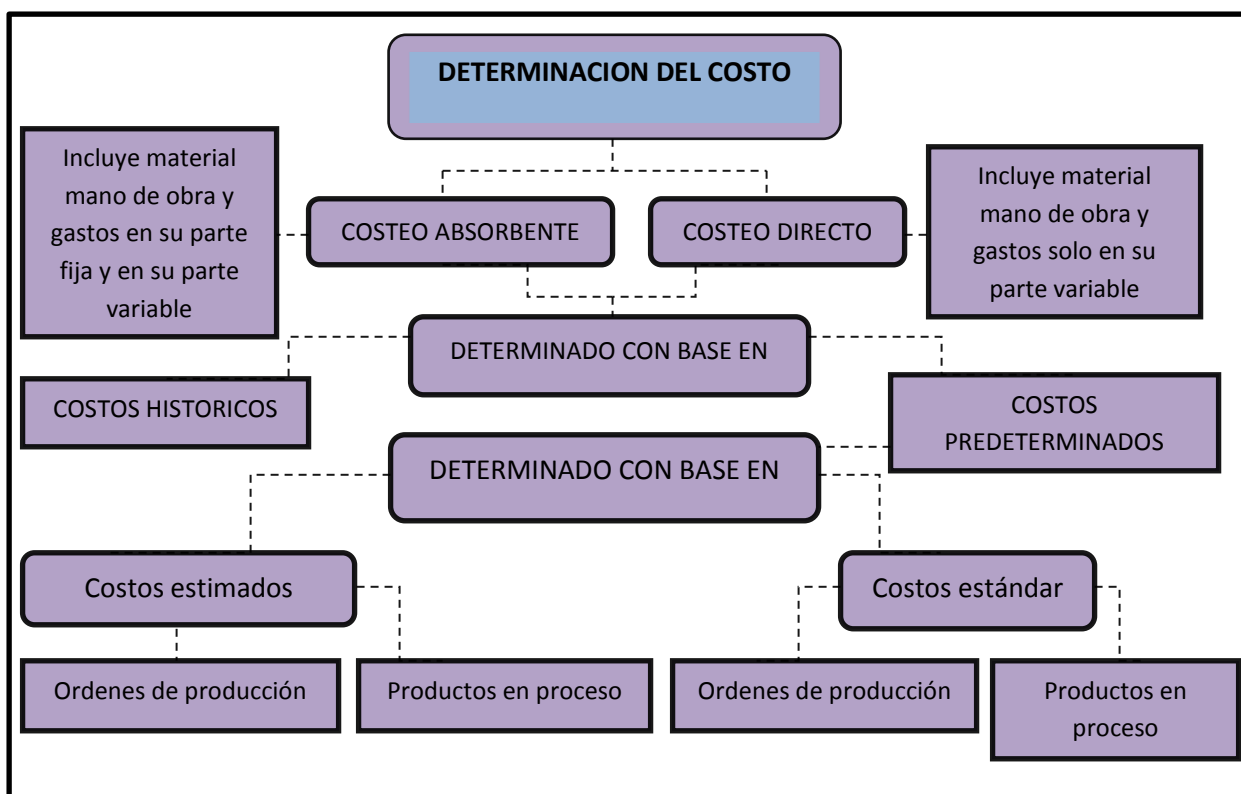 DETERMINACION DEL COSTO
Incluye material
mano de obra y
gastos en su parte
fija y en su parte
variable
COSTEO ABSORBENTE
COSTEO DIRECTO
Incluye material
mano de obra y
gastos solo en su
parte variable
DETERMINADO CON BASE EN
COSTOS HISTORICOS
COSTOS
PREDETERMINADOS
DETERMINADO CON BASE EN
Costos estimados
Costos estándar
Ordenes de producción
Productos en proceso
Ordenes de producción
Productos en
proceso